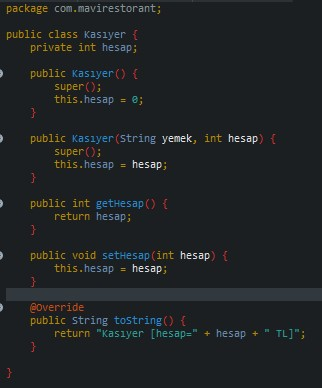 package com.mavirestorant;
public class Kasıyer {
private int hesap;
public Kasıyer() {
super();
this.hesap = 0;
}
public Kasıyer(String yemek, int hesap) {
super();
this.hesap = hesap;
}
public int getHesap() {
return hesap;
}
public void setHesap(int hesap) {
this.hesap = hesap;
}
@Override
public String toString() {
return "Kasıyer [hesap=" + hesap + " TL]";
}
}